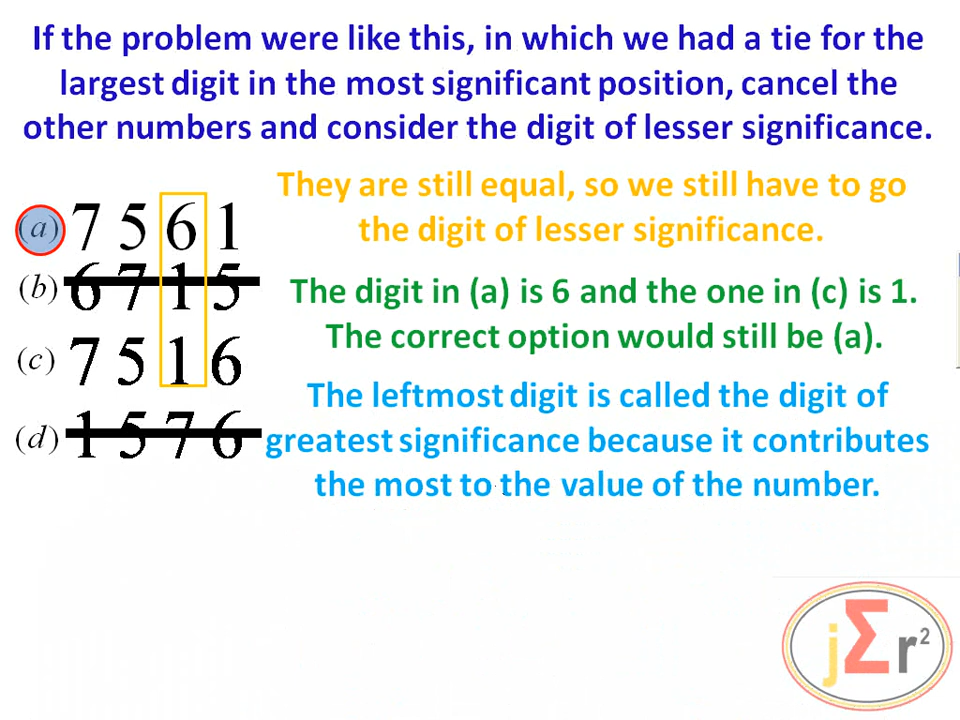 If the problem were like this, in which we had a tie for the
largest digit in the most significant position, cancel the
other numbers and consider the digit of lesser significance.
They are still equal, so we still have to go
the digit of lesser significance.
(a) 7 5 6 1
(b) 6 7 1 5
The digit in (a) is 6 and the one in (c) is 1.
The correct option would still be (a).
(c) 7 5 1 6
The leftmost digit is called the digit of
greatest significance because it contributes
the most to the value of the number.
(d) 1 5 7 6
jΣr²